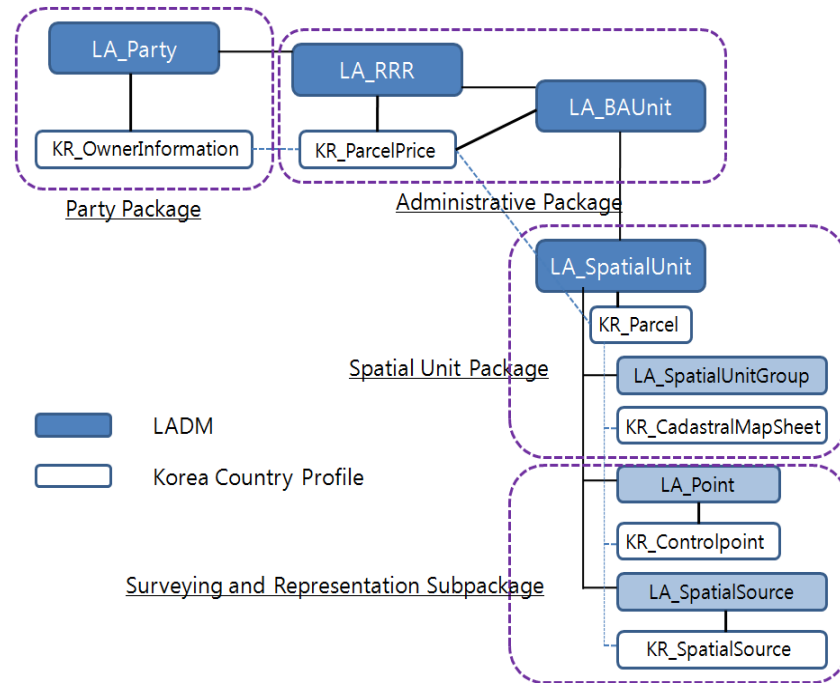 LA_Party
LA_RRR
LA_BAUnit
KR_OwnerInformation
KR_ParcelPrice
Party Package
Administrative Package
LA_SpatialUnit
KR_Parcel
Spatial Unit Package
LA_SpatialUnitGroup
LADM
KR_CadastralMapSheet
Korea Country Profile
LA_Point
KR_Controlpoint
Surveying and Representation Subpackage
LA_SpatialSource
KR_SpatialSource